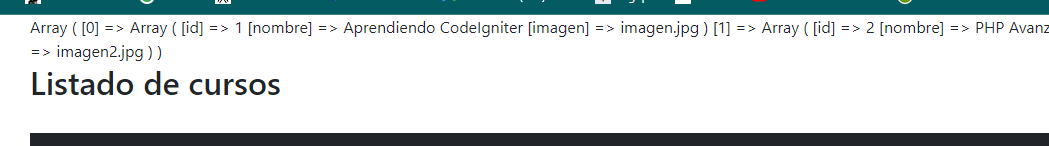 Array ( [0] => Array ( [id] => 1 [nombre] => Aprendiendo CodeIgniter [imagen] => imagen.jpg ) [1] => Array ( [id] => 2 [nombre] => PHP Avanz
=> imagen2.jpg ) )
Listado de cursos